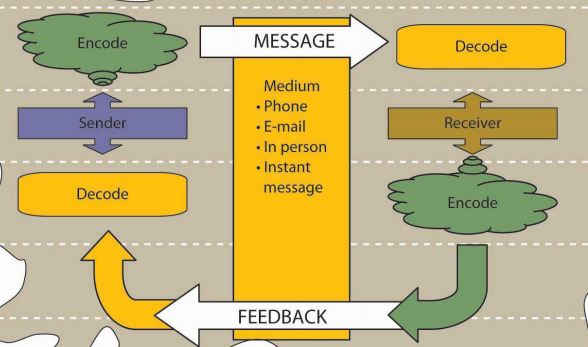 Encode
MESSAGE
Decode
Medium
• Phone
• E-mail
• In person
• Instant
message
Sender
Receiver
Decode
Encode
FEEDBACK